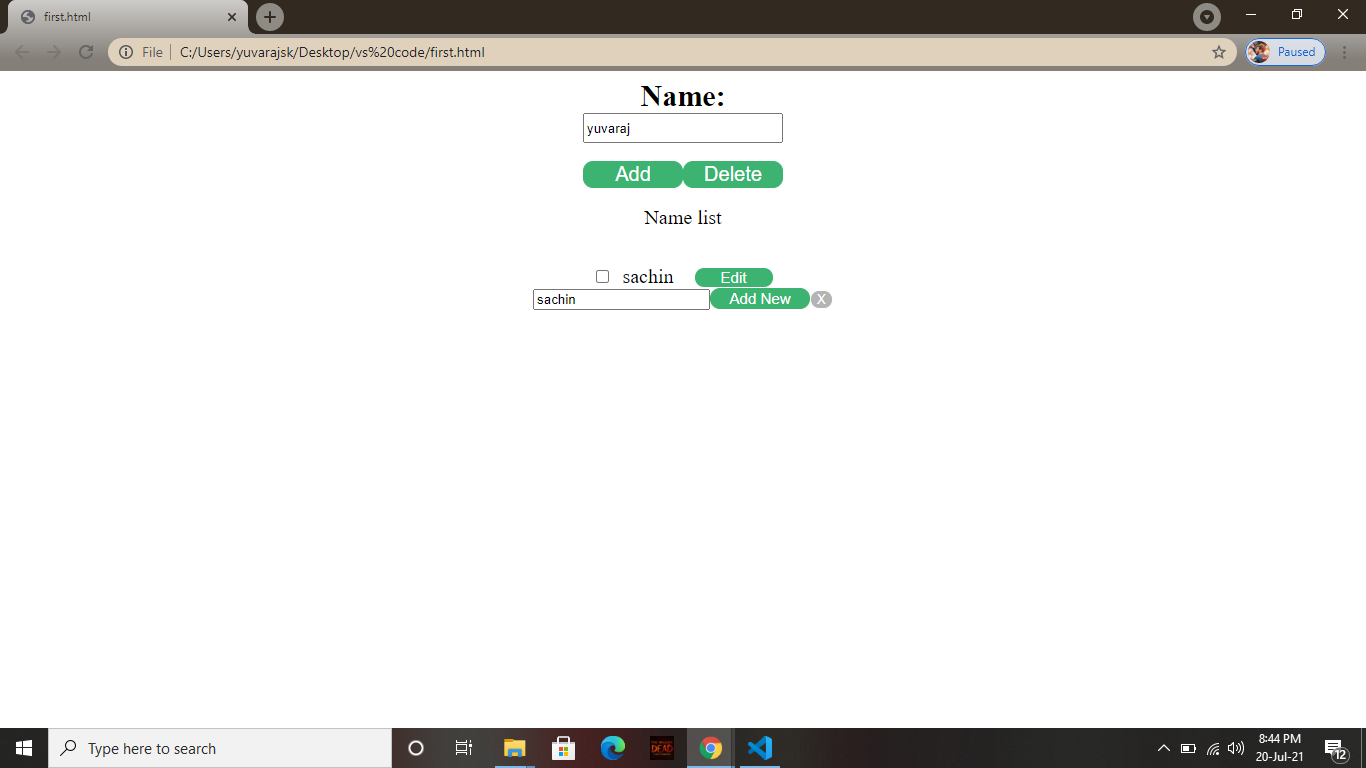 first.html
File C:/Users/yuvarajsk/Desktop/vs%20code/first.html Paused
Name:
yuvaraj
Add Delete
Name list
sachin Edit
sachin Add New X
Type here to search
DEAD
8:44 PM
20-Jul-21
12